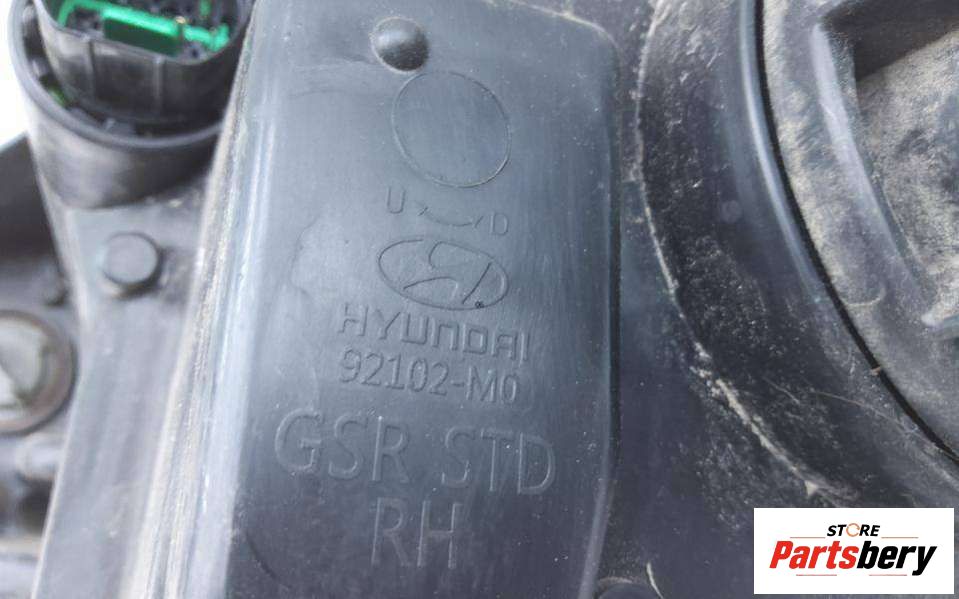 U D
HYUNDAI
92102-M0
GSR STD
RH
STORE
Partsbery